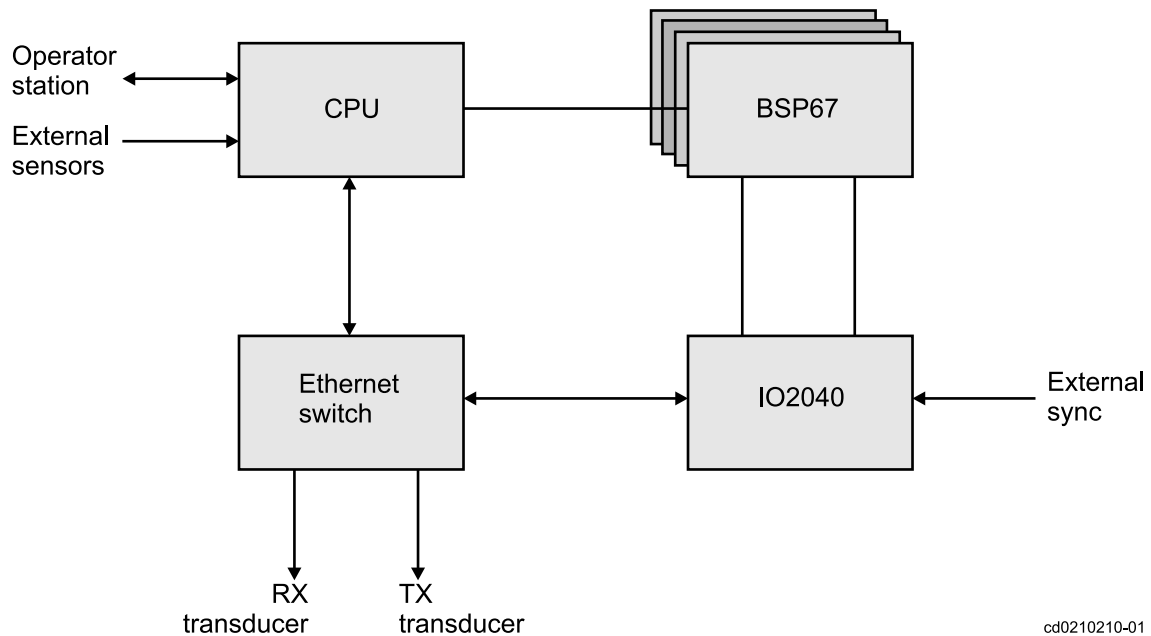 Operator
station
CPU
BSP67
External
sensors
Ethernet
switch
IO2040
External
sync
RX
transducer
TX
transducer
cd0210210-01